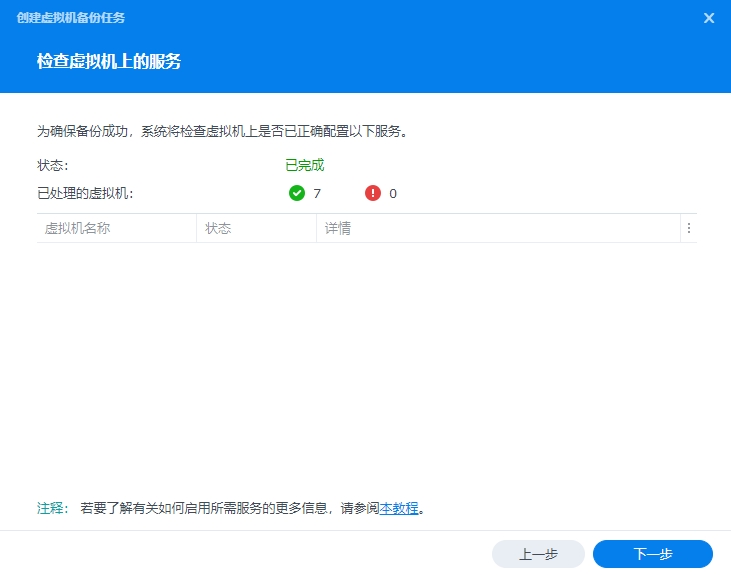 创建虚拟机备份任务
检查虚拟机上的服务
为确保备份成功，系统将检查虚拟机上是否已正确配置以下服务。
状态： 已完成
已处理的虚拟机： 7 0
虚拟机名称 状态 详情
注释： 若要了解有关如何启用所需服务的更多信息，请参阅本教程。
上一步 下一步